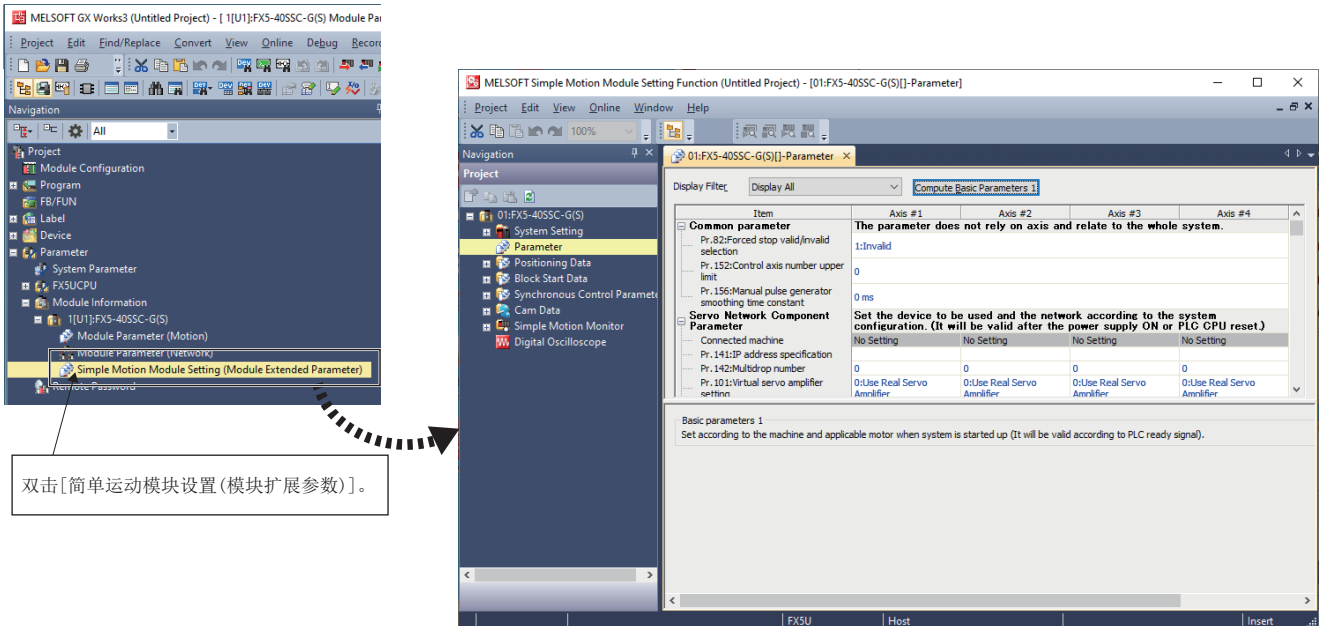 MELSOFT GX Works3 (Untitled Project) - [ 1[U1]:FX5-40SSC-G(S) Module Par
Project Edit Find/Replace Convert View Online Debug Record
Navigation
All
Project
Module Configuration
Program
FB/FUN
Label
Device
Parameter
System Parameter
FX5UCPU
Module Information
1[U1]:FX5-40SSC-G(S)
Module Parameter (Motion)
Module Parameter (Network)
Simple Motion Module Setting (Module Extended Parameter)
Remote Password
双击[简单运动模块设置(模块扩展参数)]。
MELSOFT Simple Motion Module Setting Function (Untitled Project) - [01:FX5-40SSC-G(S)[]-Parameter]
Project Edit View Online Window Help
100%
Navigation
Project
01:FX5-40SSC-G(S)
System Setting
Parameter
Positioning Data
Block Start Data
Synchronous Control Paramete
Cam Data
Simple Motion Monitor
Digital Oscilloscope
01:FX5-40SSC-G(S)[]-Parameter
Display Filter Display All Compute Basic Parameters 1
Item Axis #1 Axis #2 Axis #3 Axis #4
Common parameter The parameter does not rely on axis and relate to the whole system.
Pr.82:Forced stop valid/invalid
selection
1:Invalid
Pr.152:Control axis number upper
limit
0
Pr.156:Manual pulse generator
smoothing time constant
0 ms
Servo Network Component
Parameter
Set the device to be used and the network according to the system
configuration. (It will be valid after the power supply ON or PLC CPU reset.)
Connected machine No Setting No Setting No Setting No Setting
Pr.141:IP address specification
Pr.142:Multidrop number 0 0 0 0
Pr.101:Virtual servo amplifier
setting
0:Use Real Servo
Amplifier
0:Use Real Servo
Amplifier
0:Use Real Servo
Amplifier
0:Use Real Servo
Amplifier
Basic parameters 1
Set according to the machine and applicable motor when system is started up (It will be valid according to PLC ready signal).
FX5U Host Insert